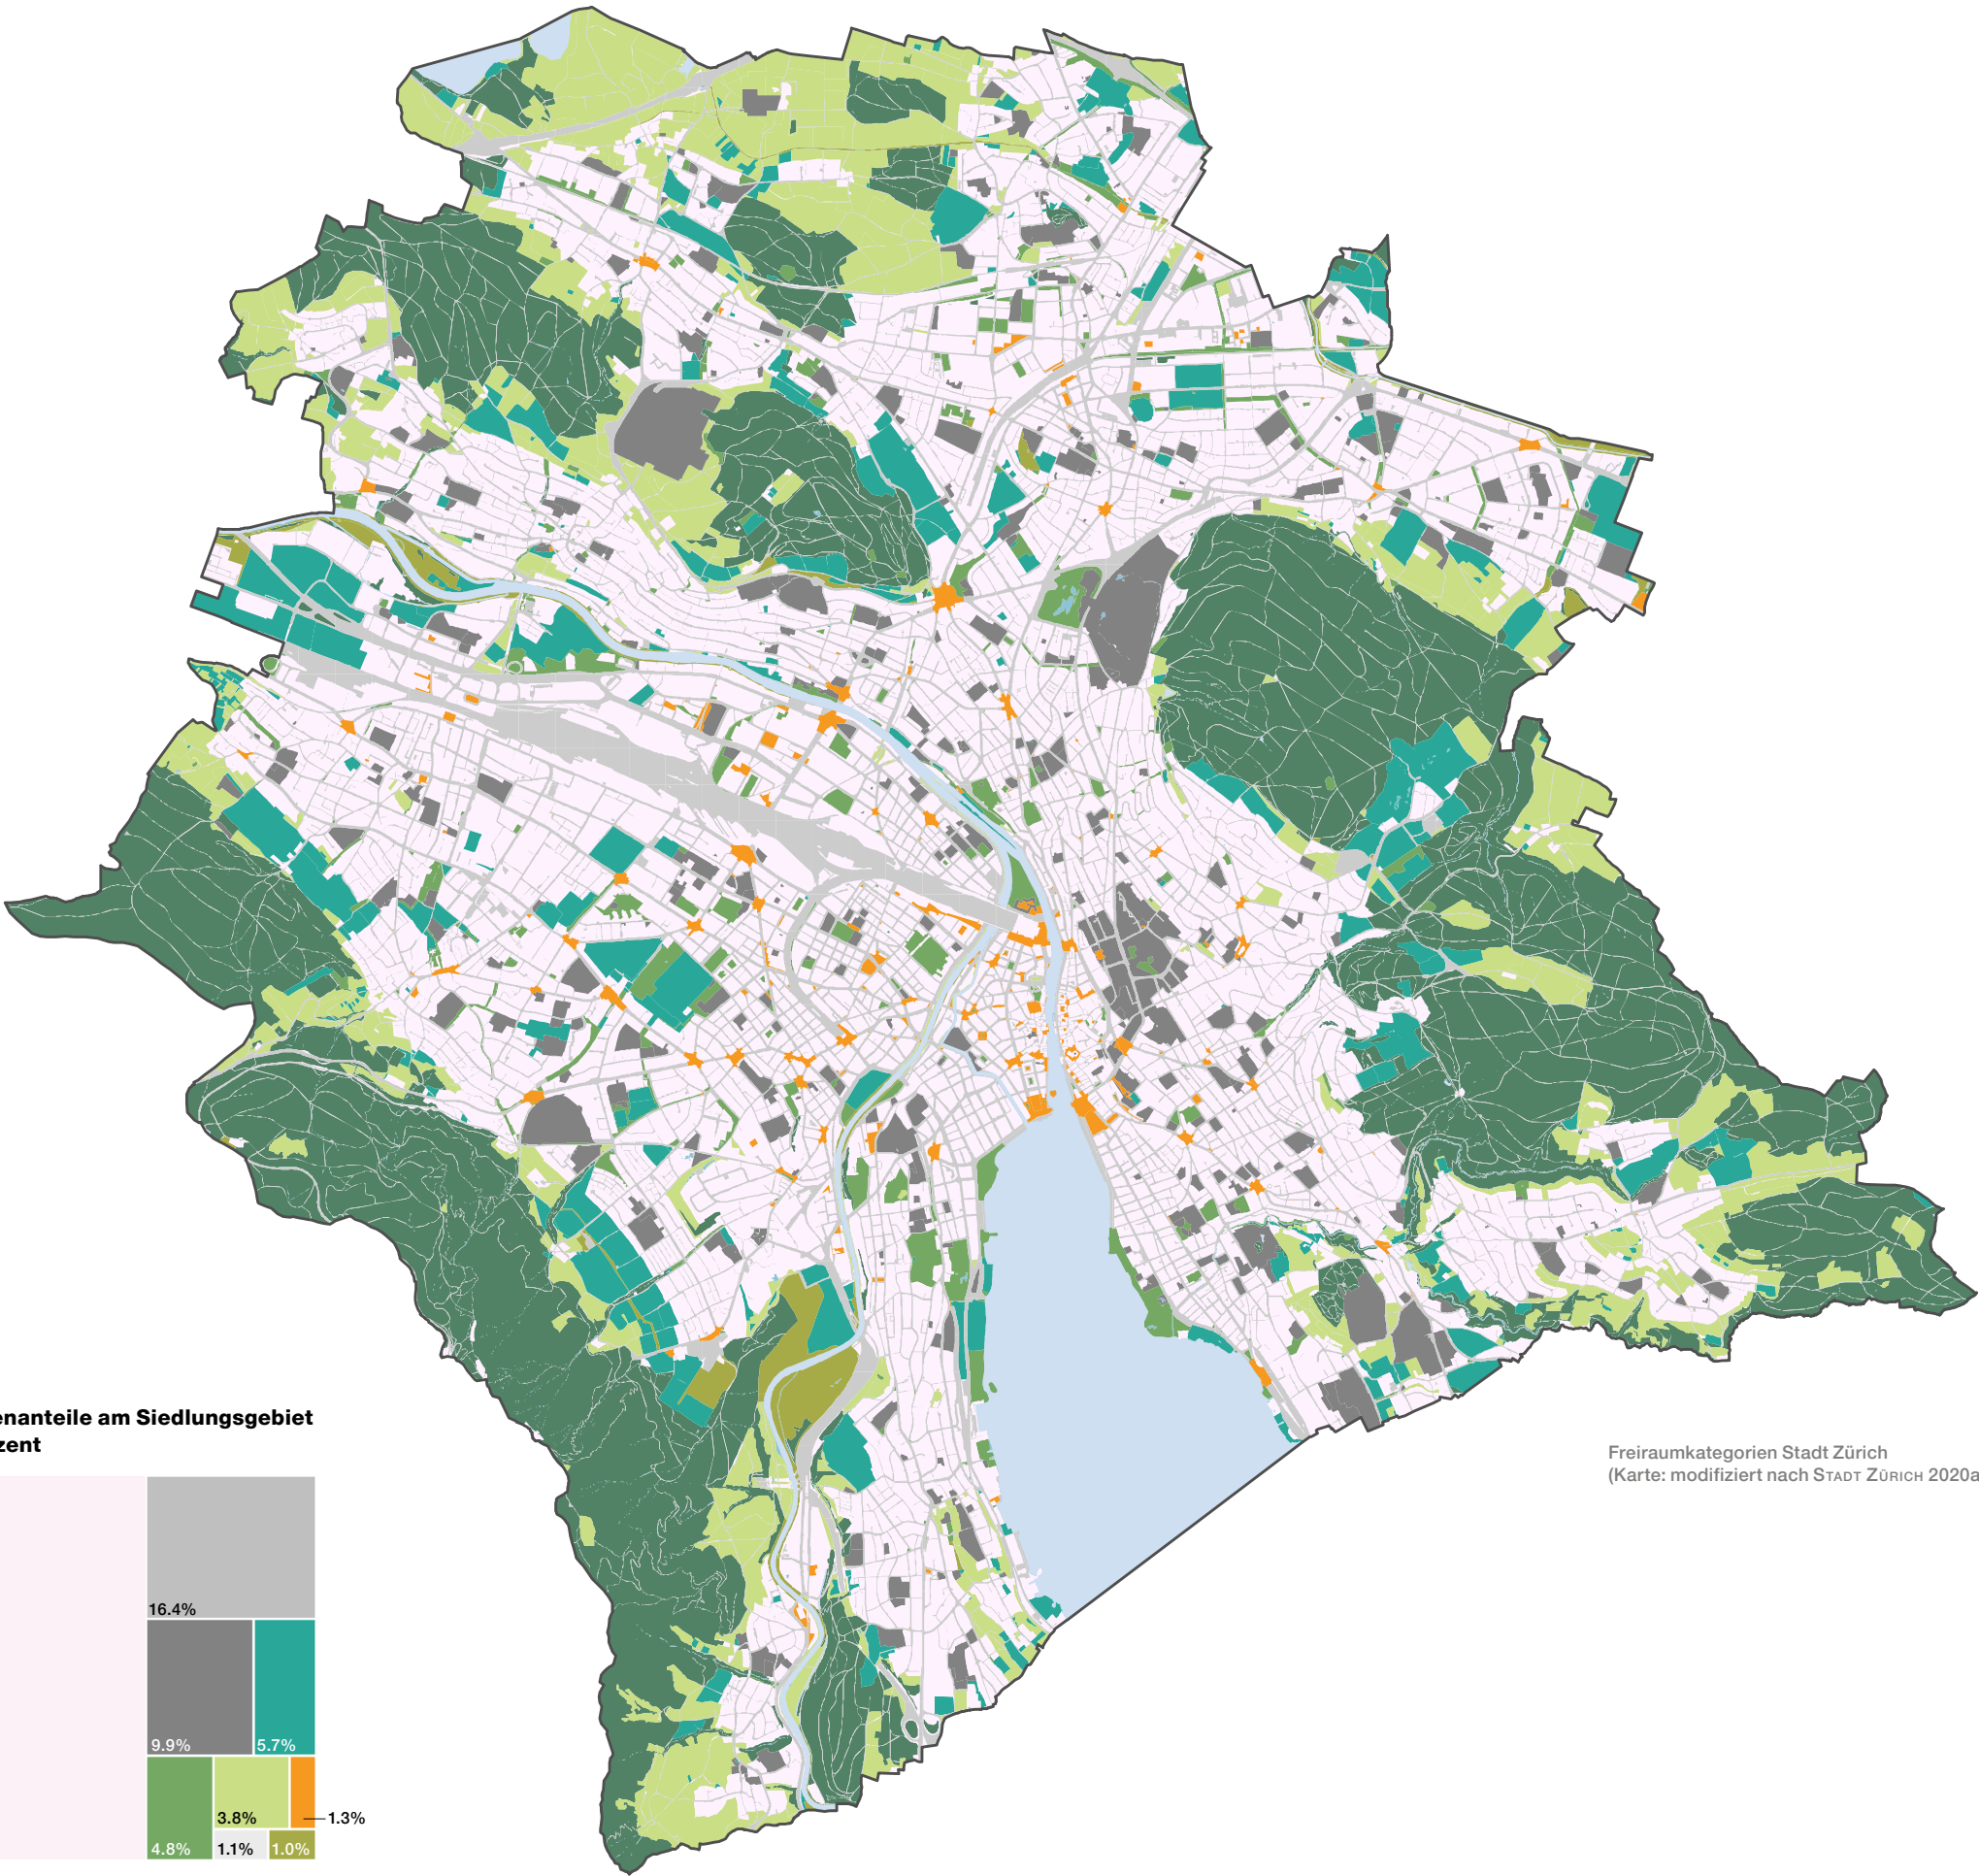 enanteile am Siedlungsgebiet
zent
16.4%
9.9%
5.7%
3.8%
1.3%
4.8%
1.1%
1.0%
Freiraumkategorien Stadt Zürich
(Karte: modifiziert nach STADT ZÜRICH 2020a